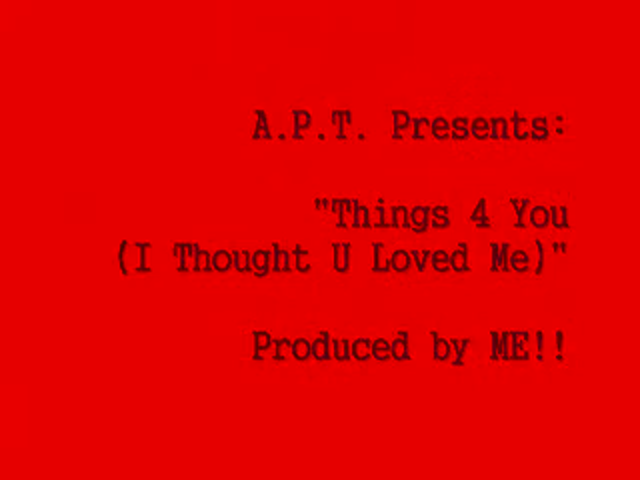 A.P.T. Presents:
"Things 4 You
(I Thought U Loved Me)"
Produced by ME!!